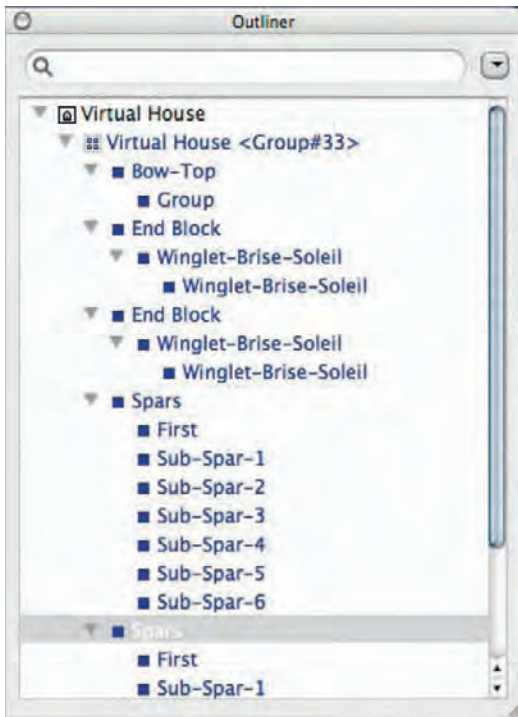 Outliner
Virtual House
Virtual House <Group#33>
Bow-Top
Group
End Block
Winglet-Brise-Soleil
Winglet-Brise-Soleil
End Block
Winglet-Brise-Soleil
Winglet-Brise-Soleil
Spars
First
Sub-Spar-1
Sub-Spar-2
Sub-Spar-3
Sub-Spar-4
Sub-Spar-5
Sub-Spar-6
Spars
First
Sub-Spar-1